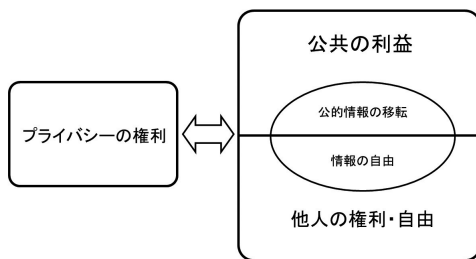 公共の利益
公的情報の移転
プライバシーの権利
情報の自由
他人の権利・自由